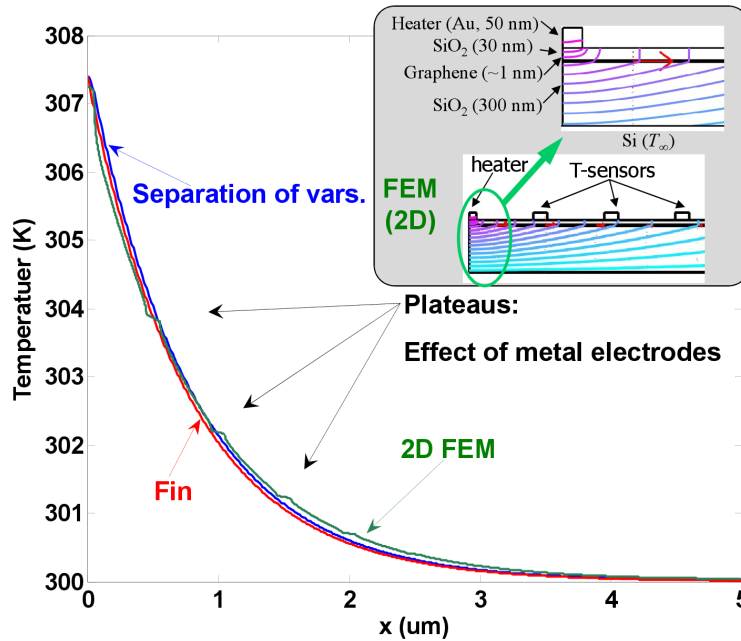 308
307
306
305
304
303
302
301
300
Temperatuer (K)
0
1
2
3
4
5
x (um)
Separation of vars.
Fin
2D FEM
Plateaus:
Effect of metal electrodes
Heater (Au, 50 nm)
SiO2 (30 nm)
Graphene (~1 nm)
SiO2 (300 nm)
Si (T∞)
heater
T-sensors
FEM
(2D)